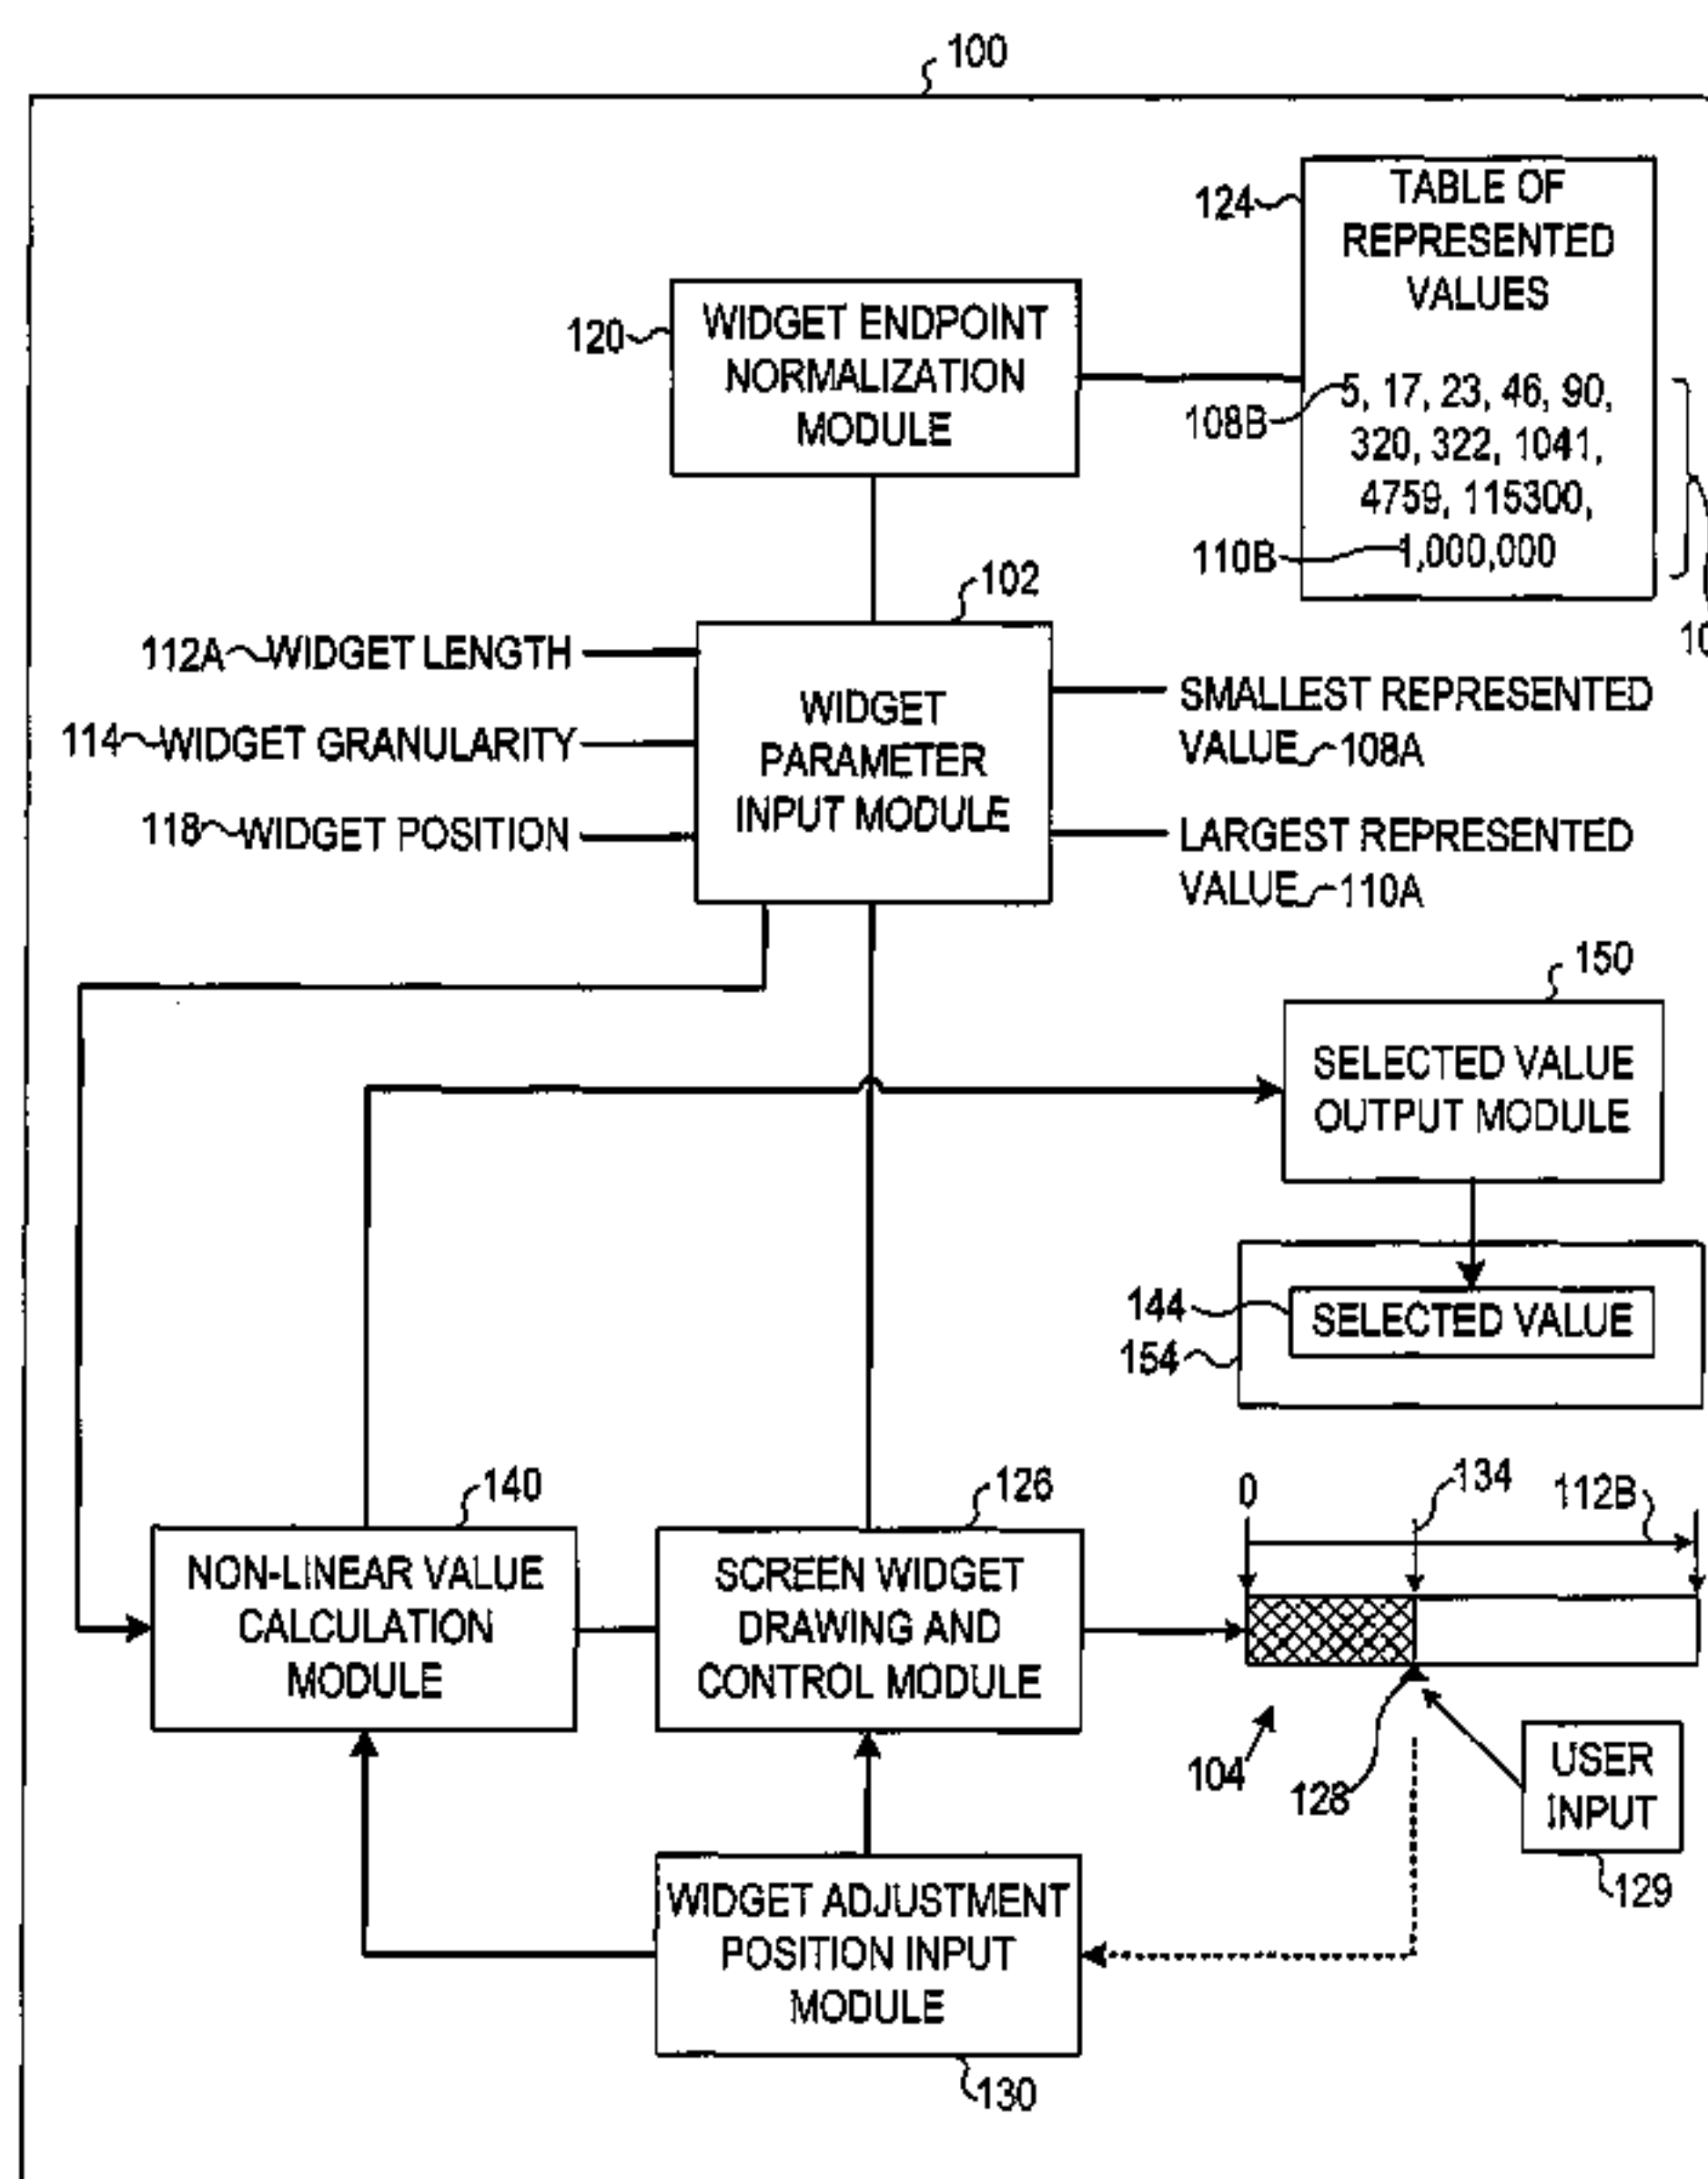 100
124
TABLE OF
REPRESENTED
VALUES
5, 17, 23, 46, 90,
320, 322, 1041,
4759, 115300,
1,000,000
108B
110B
120
WIDGET ENDPOINT
NORMALIZATION
MODULE
102
112A WIDGET LENGTH
114 WIDGET GRANULARITY
118 WIDGET POSITION
WIDGET
PARAMETER
INPUT MODULE
SMALLEST REPRESENTED
VALUE 108A
LARGEST REPRESENTED
VALUE 110A
150
SELECTED VALUE
OUTPUT MODULE
144
SELECTED VALUE
154
140
NON-LINEAR VALUE
CALCULATION
MODULE
126
SCREEN WIDGET
DRAWING AND
CONTROL MODULE
0
134
112B
104
128
USER
INPUT
129
WIDGET ADJUSTMENT
POSITION INPUT
MODULE
130